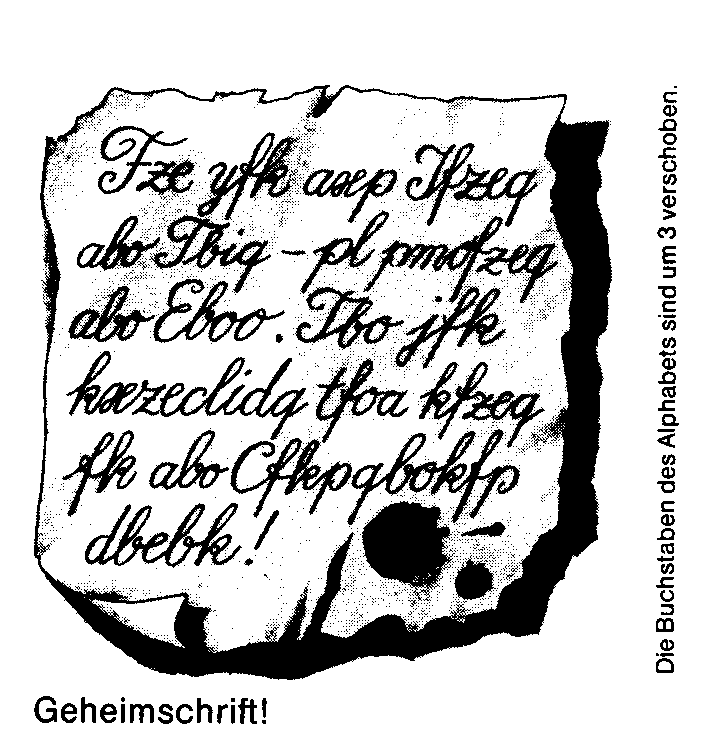 Fze yfk axp Ifzeq
abo Tbiq – pl pmofzeq
abo Eboo. Tbo jfk
kxzeclidq tfoa kfzeq
fk abo Cfkpqbokfp
dbebk!
Die Buchstaben des Alphabets sind um 3 verschoben.
Geheimschrift!